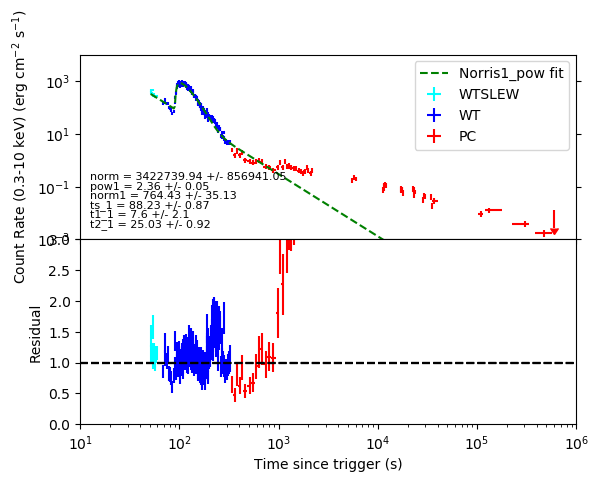 Count Rate (0.3-10 keV) (erg cm⁻² s⁻¹)
10³
10¹
10⁻¹
10⁻³
Norris1_pow fit
WTSLEW
WT
PC
norm = 3422739.94 +/- 856941.05
pow1 = 2.36 +/- 0.05
norm1 = 764.43 +/- 35.13
ts_1 = 88.23 +/- 0.87
t1_1 = 7.6 +/- 2.1
t2_1 = 25.03 +/- 0.92
Residual
3.0
2.5
2.0
1.5
1.0
0.5
0.0
10¹ 10² 10³ 10⁴ 10⁵ 10⁶
Time since trigger (s)